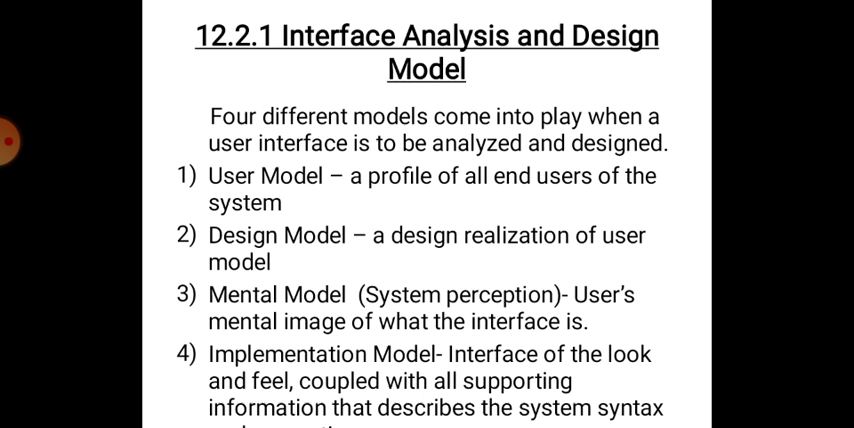 12.2.1 Interface Analysis and Design
Model
Four different models come into play when a
user interface is to be analyzed and designed.
1) User Model – a profile of all end users of the
system
2) Design Model – a design realization of user
model
3) Mental Model (System perception)- User's
mental image of what the interface is.
4) Implementation Model- Interface of the look
and feel, coupled with all supporting
information that describes the system syntax